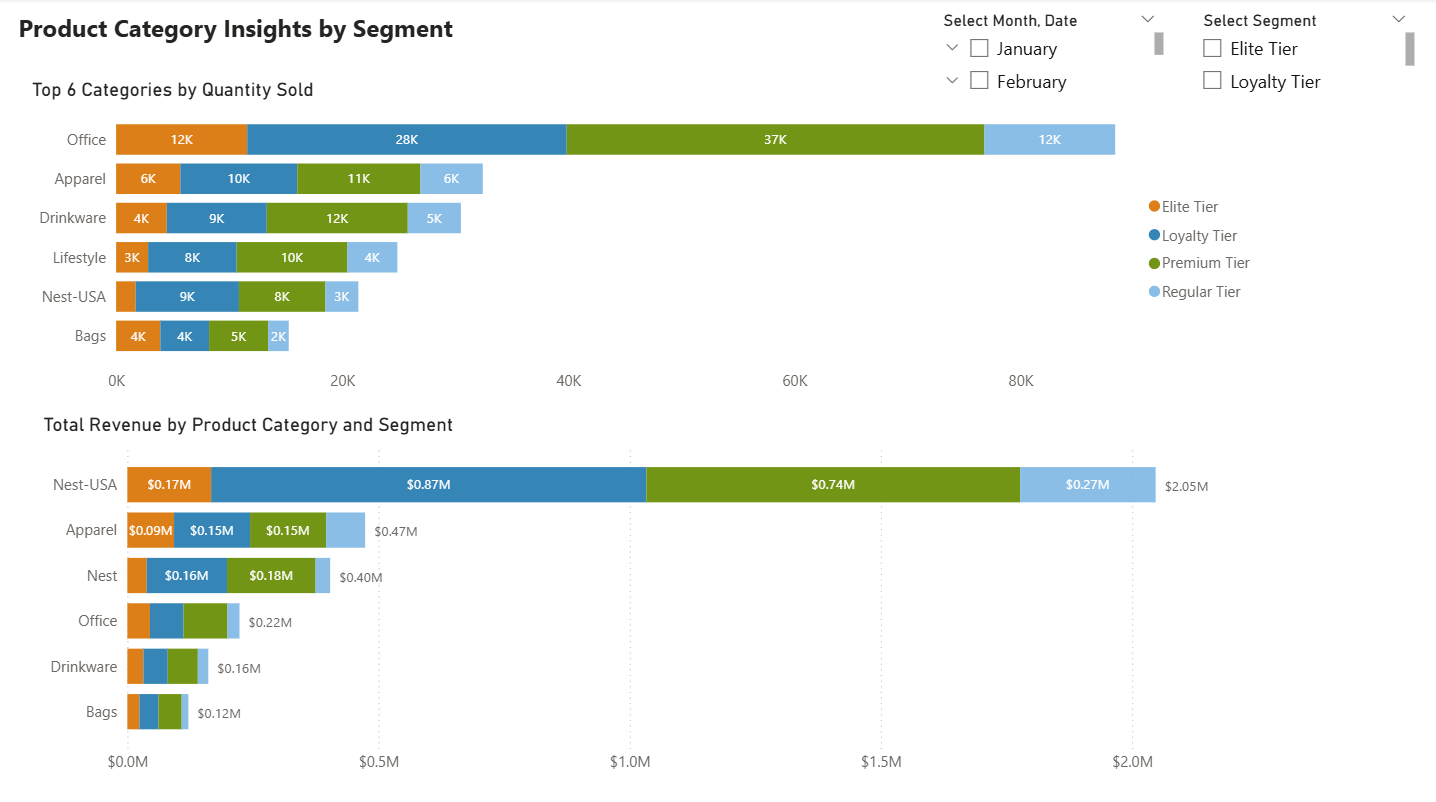 Product Category Insights by Segment
Select Month, Date
January
February
Select Segment
Elite Tier
Loyalty Tier
Top 6 Categories by Quantity Sold
Office 12K 28K 37K 12K
Apparel 6K 10K 11K 6K
Drinkware 4K 9K 12K 5K
Lifestyle 3K 8K 10K 4K
Nest-USA 9K 8K 3K
Bags 4K 4K 5K 2K
0K 20K 40K 60K 80K
Elite Tier
Loyalty Tier
Premium Tier
Regular Tier
Total Revenue by Product Category and Segment
Nest-USA $0.17M $0.87M $0.74M $0.27M $2.05M
Apparel $0.09M $0.15M $0.15M $0.47M
Nest $0.16M $0.18M $0.40M
Office $0.22M
Drinkware $0.16M
Bags $0.12M
$0.0M $0.5M $1.0M $1.5M $2.0M